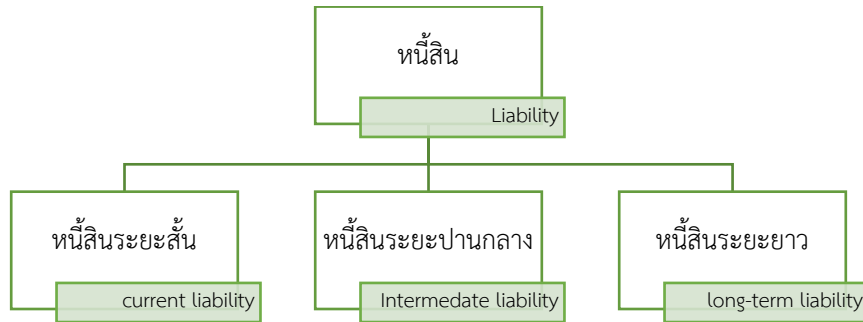 หนี้สิน
Liability
หนี้สินระยะสั้น
current liability
หนี้สินระยะปานกลาง
Intermedate liability
หนี้สินระยะยาว
long-term liability